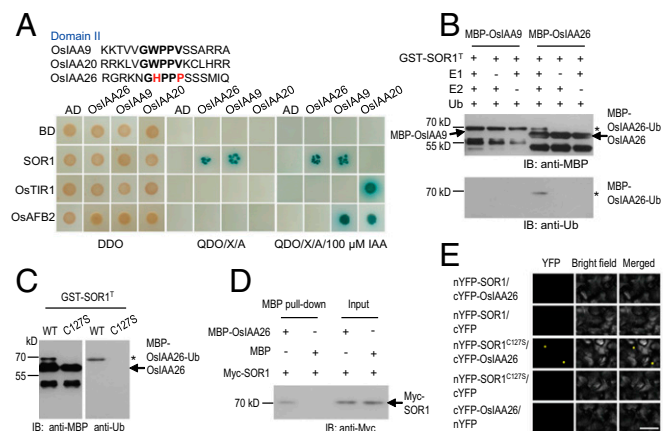 A
Domain II
OsIAA9 KKTVVGWPPVSSARRA
OsIAA20 RRKLVGWPPVKCLHRR
OsIAA26 RGRKNGHPPPSSSMIQ
AD OsIAA26 OsIAA9 OsIAA20 AD OsIAA26 OsIAA9 OsIAA20 AD OsIAA26 OsIAA9 OsIAA20
BD
SOR1
OsTIR1
OsAFB2
DDO QDO/X/A QDO/X/A/100 µM IAA
B
MBP-OsIAA9 MBP-OsIAA26
GST-SOR1T + + + + + +
E1 + - + + - +
E2 + + - + + -
Ub + + + + + +
70 kD
MBP-OsIAA9
55 kD
* MBP-OsIAA26-Ub
OsIAA26
IB: anti-MBP
70 kD
* MBP-OsIAA26-Ub
IB: anti-Ub
C
GST-SOR1T
WT C127S WT C127S
kD
70
55
* MBP-OsIAA26-Ub
OsIAA26
IB: anti-MBP anti-Ub
D
MBP pull-down Input
MBP-OsIAA26 + - + -
MBP - + - +
Myc-SOR1 + + + +
70 kD
Myc-SOR1
IB: anti-Myc
E
YFP Bright field Merged
nYFP-SOR1/
cYFP-OsIAA26
nYFP-SOR1/
cYFP
nYFP-SOR1C127S/
cYFP-OsIAA26
nYFP-SOR1C127S/
cYFP
cYFP-OsIAA26/
nYFP